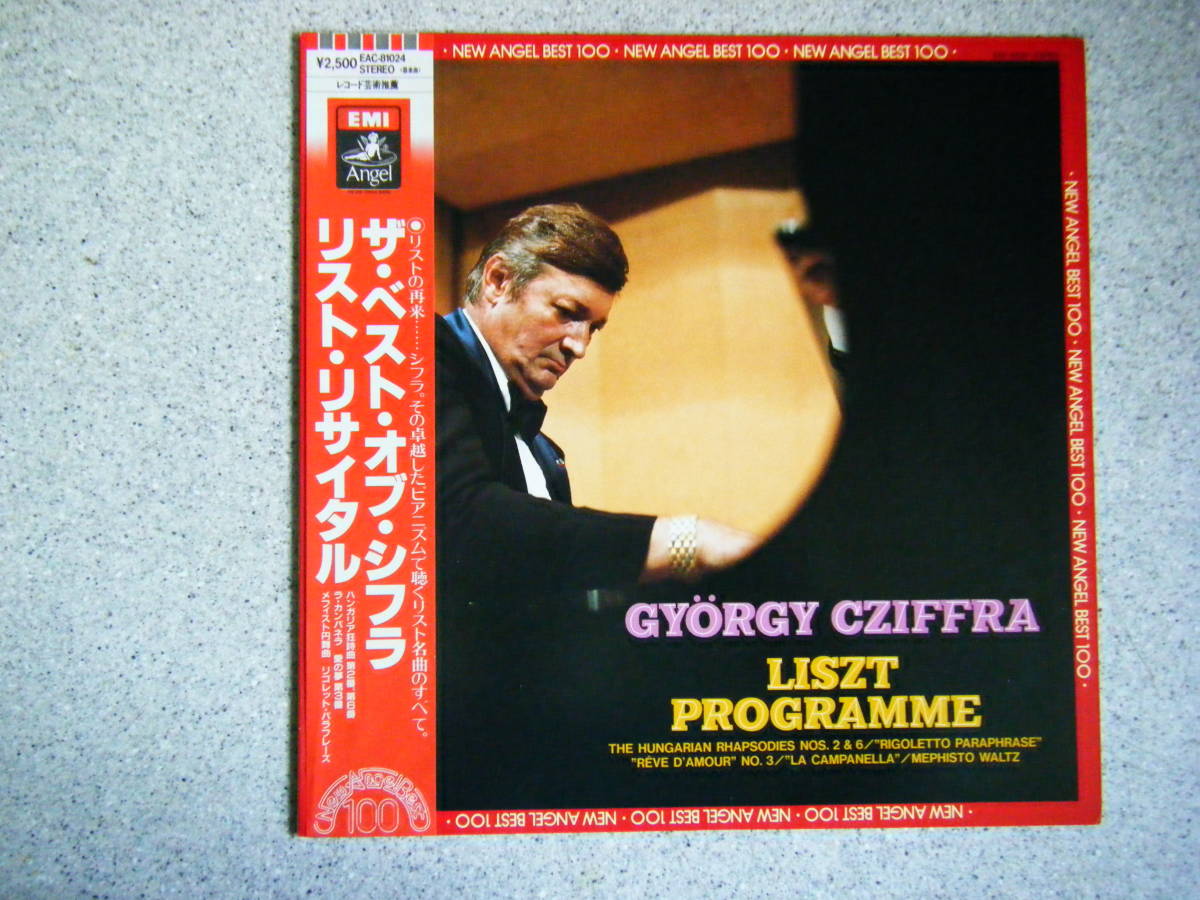 ¥2,500
EAC-81024
STEREO
レコード芸術推薦
EMI
Angel
ザ・ベスト・オブ・シフラ
リスト・リサイタル
◉リストの再来……シフラ。その卓越したピアニズムで聴くリスト名曲のすべて。
ハンガリア狂詩曲 第2番、第6番
ラ・カンパネラ 愛の夢 第3番
メフィスト円舞曲 リゴレット・パラフレーズ
New Angel Best
100
· NEW ANGEL BEST 100 · NEW ANGEL BEST 100 · NEW ANGEL BEST 100 ·
· NEW ANGEL BEST 100 · NEW ANGEL BEST 100 · NEW ANGEL BEST 100 ·
GYÖRGY CZIFFRA
LISZT
PROGRAMME
THE HUNGARIAN RHAPSODIES NOS. 2 & 6/"RIGOLETTO PARAPHRASE"
"RÊVE D'AMOUR" NO. 3/"LA CAMPANELLA"/MEPHISTO WALTZ
· NEW ANGEL BEST 100 · NEW ANGEL BEST 100 · NEW ANGEL BEST 100 ·